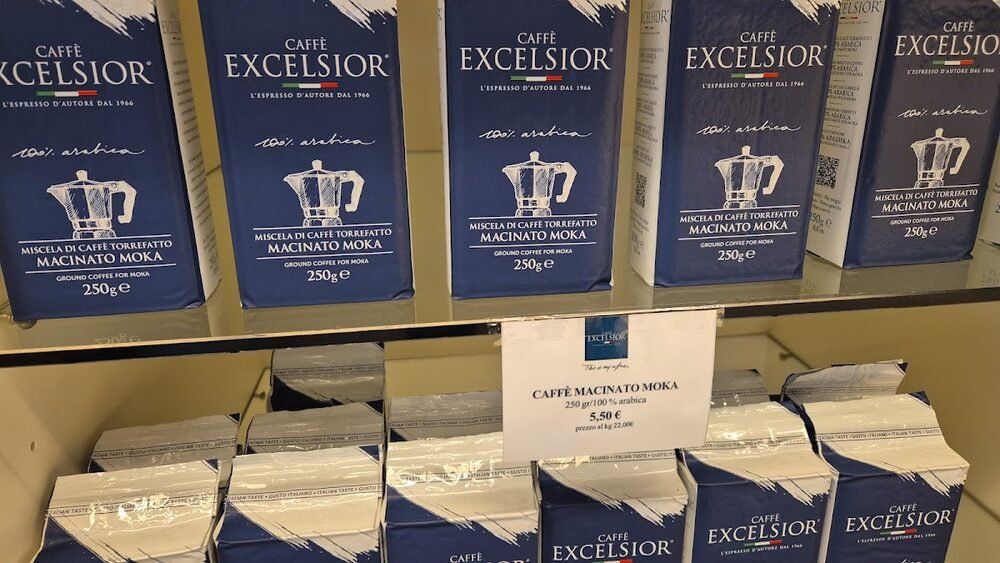 CAFFÈ
EXCELSIOR®
L'ESPRESSO D'AUTORE DAL 1966
100% arabica
MISCELA DI CAFFÈ TORREFATTO
MACINATO MOKA
GROUND COFFEE FOR MOKA
250g e
CAFFÈ
EXCELSIOR®
L'ESPRESSO D'AUTORE DAL 1966
100% arabica
MISCELA DI CAFFÈ TORREFATTO
MACINATO MOKA
GROUND COFFEE FOR MOKA
250g e
CAFFÈ
EXCELSIOR®
L'ESPRESSO D'AUTORE DAL 1966
100% arabica
MISCELA DI CAFFÈ TORREFATTO
MACINATO MOKA
GROUND COFFEE FOR MOKA
250g e
CAFFÈ
EXCELSIOR®
L'ESPRESSO D'AUTORE DAL 1966
100% arabica
MISCELA DI CAFFÈ TORREFATTO
MACINATO MOKA
GROUND COFFEE FOR MOKA
250g e
CAFFÈ
EXCELSIO
L'ESPRESSO D'AUTORE DAL 1966
100% arabica
MISCELA DI CAFFÈ TORREFATTO
MACINATO MOKA
GROUND COFFEE FOR MOKA
250g e
CAFFÈ
EXCELSIOR
This is my coffee.
CAFFÈ MACINATO MOKA
250 gr/100 % arabica
5,50 €
prezzo al kg 22,00€
ITALIAN TASTE • GUSTO ITALIANO • ITALIAN TASTE
CAFFÈ
CAFFÈ
EXCELSIOR
CAFFÈ
EXCELSIOR®
L'ESPRESSO D'AUTORE DAL 1966
CAFFÈ
EXCELSIOR®
L'ESPRESSO D'AUTORE DAL 1966